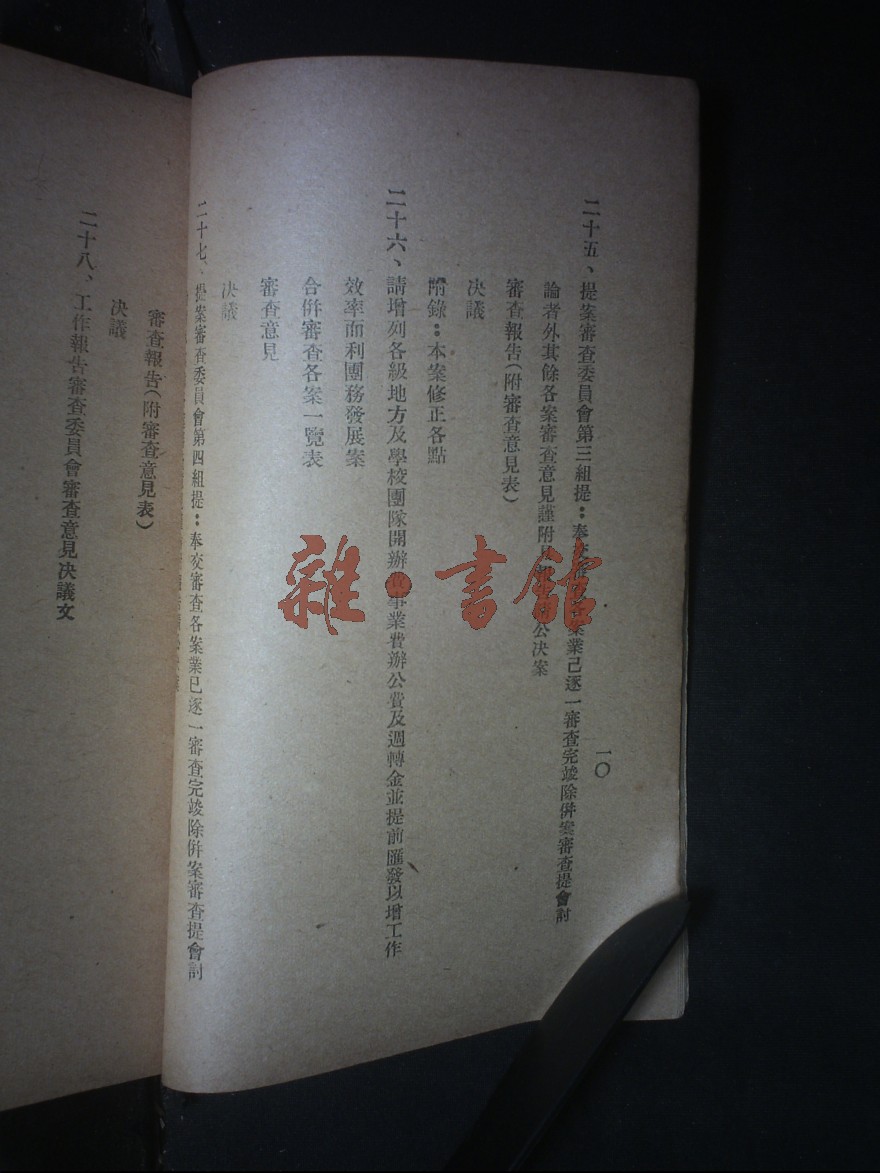 一〇
二十五、提案審查委員會第三組提：奉交審查各案業已逐一審查完竣除併案審查提會討
論者外其餘各案審查意見謹附具 公决案
審查報告(附審查意見表)
决議
附錄：本案修正各點
二十六、請增列各級地方及學校團隊開辦費事業費辦公費及週轉金並提前匯發以增工作
效率而利團務發展案
合併審查各案一覽表
審查意見
决議
二十七、提案審查委員會第四組提：奉交審查各案業已逐一審查完竣除併案審查提會討
審查報告(附審查意見表)
决議
二十八、工作報告審查委員會審查意見决議文
雜·書館